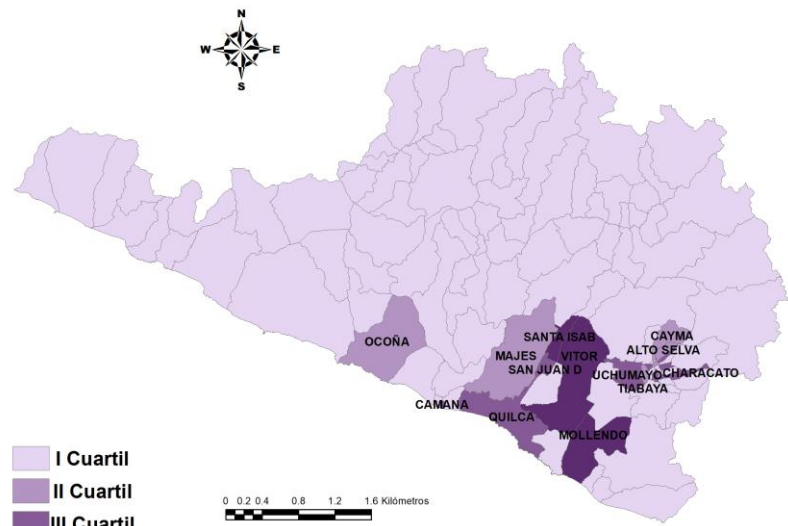 N
W E
S
OCOÑA
SANTA ISAB
CAYMA
MAJES
VITOR
ALTO SELVA
SAN JUAN D
UCHUMAYO
CHARACATO
TIABAYA
CAMANA
QUILCA
MOLLENDO
I Cuartil
II Cuartil
III Cuartil
0 0.2 0.4 0.8 1.2 1.6 Kilómetros